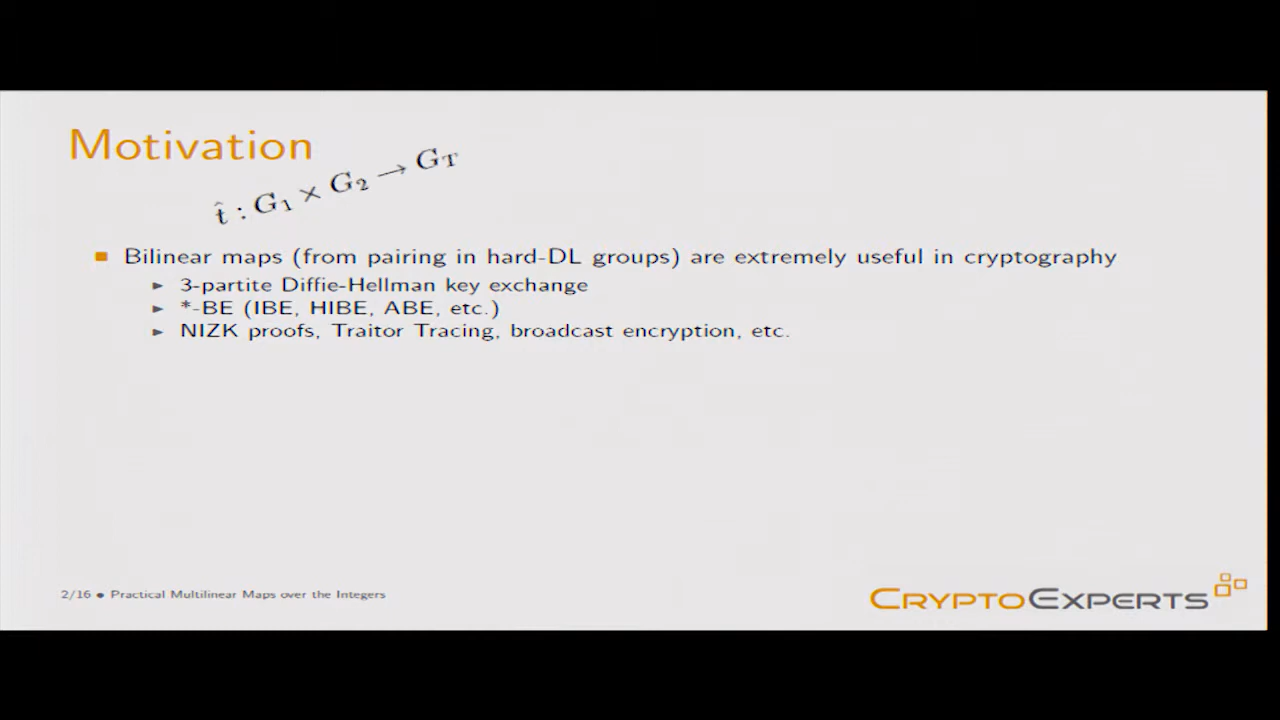 Motivation
t̂ : G₁ × G₂ → G_T
Bilinear maps (from pairing in hard-DL groups) are extremely useful in cryptography
3-partite Diffie-Hellman key exchange
*-BE (IBE, HIBE, ABE, etc.)
NIZK proofs, Traitor Tracing, broadcast encryption, etc.
2/16 • Practical Multilinear Maps over the Integers
CRYPTOEXPERTS